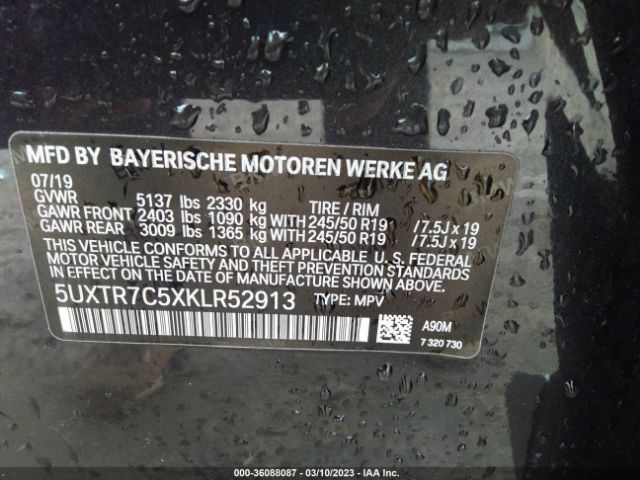 MFD BY BAYERISCHE MOTOREN WERKE AG
07/19
GVWR 5137 lbs 2330 kg TIRE / RIM
GAWR FRONT 2403 lbs 1090 kg WITH 245/50 R19 / 7.5J x 19
GAWR REAR 3009 lbs 1365 kg WITH 245/50 R19 / 7.5J x 19
THIS VEHICLE CONFORMS TO ALL APPLICABLE U.S. FEDERAL
MOTOR VEHICLE SAFETY AND THEFT PREVENTION STANDARDS
IN EFFECT ON THE DATE OF MANUFACTURE SHOWN ABOVE.
5UXTR7C5XKLR52913 TYPE: MPV
A90M
7 320 730
000-36088087 - 03/10/2023 - IAA Inc.